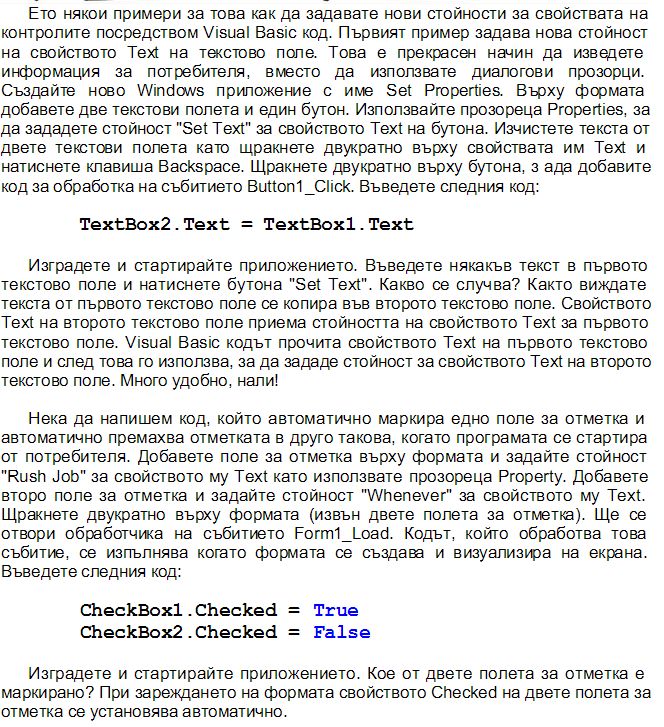 Ето някои примери за това как да задавате нови стойности за свойствата на
контролите посредством Visual Basic код. Първият пример задава нова стойност
на свойството Text на текстово поле. Това е прекрасен начин да изведете
информация за потребителя, вместо да използвате диалогови прозорци.
Създайте ново Windows приложение с име Set Properties. Върху формата
добавете две текстови полета и един бутон. Използвайте прозореца Properties, за
да зададете стойност "Set Text" за свойството Text на бутона. Изчистете текста от
двете текстови полета като щракнете двукратно върху свойствата им Text и
натиснете клавиша Backspace. Щракнете двукратно върху бутона, з ада добавите
код за обработка на събитието Button1_Click. Въведете следния код:
TextBox2.Text = TextBox1.Text
Изградете и стартирайте приложението. Въведете някакъв текст в първото
текстово поле и натиснете бутона "Set Text". Какво се случва? Както виждате
текста от първото текстово поле се копира във второто текстово поле. Свойството
Text на второто текстово поле приема стойността на свойството Text за първото
текстово поле. Visual Basic кодът прочита свойството Text на първото текстово
поле и след това го използва, за да зададе стойност за свойството Text на второто
текстово поле. Много удобно, нали!
Нека да напишем код, който автоматично маркира едно поле за отметка и
автоматично премахва отметката в друго такова, когато програмата се стартира
от потребителя. Добавете поле за отметка върху формата и задайте стойност
"Rush Job" за свойството му Text като използвате прозореца Property. Добавете
второ поле за отметка и задайте стойност "Whenever" за свойството му Text.
Щракнете двукратно върху формата (извън двете полета за отметка). Ще се
отвори обработчика на събитието Form1_Load. Кодът, който обработва това
събитие, се изпълнява когато формата се създава и визуализира на екрана.
Въведете следния код:
CheckBox1.Checked = True
CheckBox2.Checked = False
Изградете и стартирайте приложението. Кое от двете полета за отметка е
маркирано? При зареждането на формата свойството Checked на двете полета за
отметка се установява автоматично.